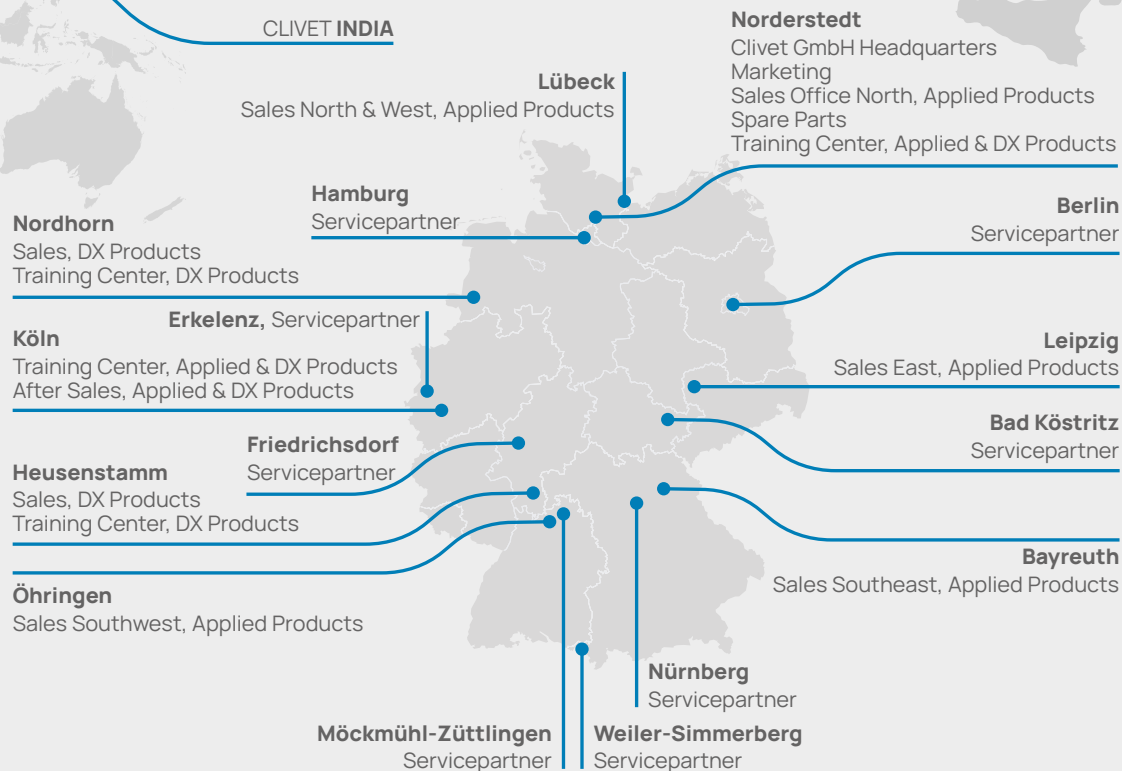 CLIVET INDIA
Norderstedt
Clivet GmbH Headquarters
Marketing
Sales Office North, Applied Products
Spare Parts
Training Center, Applied & DX Products
Lübeck
Sales North & West, Applied Products
Hamburg
Servicepartner
Berlin
Servicepartner
Nordhorn
Sales, DX Products
Training Center, DX Products
Erkelenz, Servicepartner
Köln
Training Center, Applied & DX Products
After Sales, Applied & DX Products
Leipzig
Sales East, Applied Products
Bad Köstritz
Servicepartner
Friedrichsdorf
Servicepartner
Heusenstamm
Sales, DX Products
Training Center, DX Products
Bayreuth
Sales Southeast, Applied Products
Öhringen
Sales Southwest, Applied Products
Nürnberg
Servicepartner
Möckmühl-Züttlingen
Servicepartner
Weiler-Simmerberg
Servicepartner